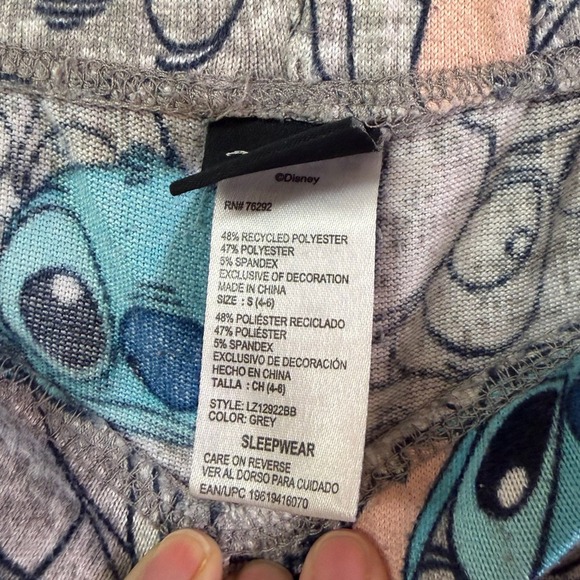 ©Disney
RN# 76292
48% RECYCLED POLYESTER
47% POLYESTER
5% SPANDEX
EXCLUSIVE OF DECORATION
MADE IN CHINA
SIZE : S (4-6)
48% POLIÉSTER RECICLADO
47% POLIÉSTER
5% SPANDEX
EXCLUSIVO DE DECORACIÓN
HECHO EN CHINA
TALLA : CH (4-6)
STYLE: LZ12922BB
COLOR: GREY
SLEEPWEAR
CARE ON REVERSE
VER AL DORSO PARA CUIDADO
EAN/UPC 19619416070